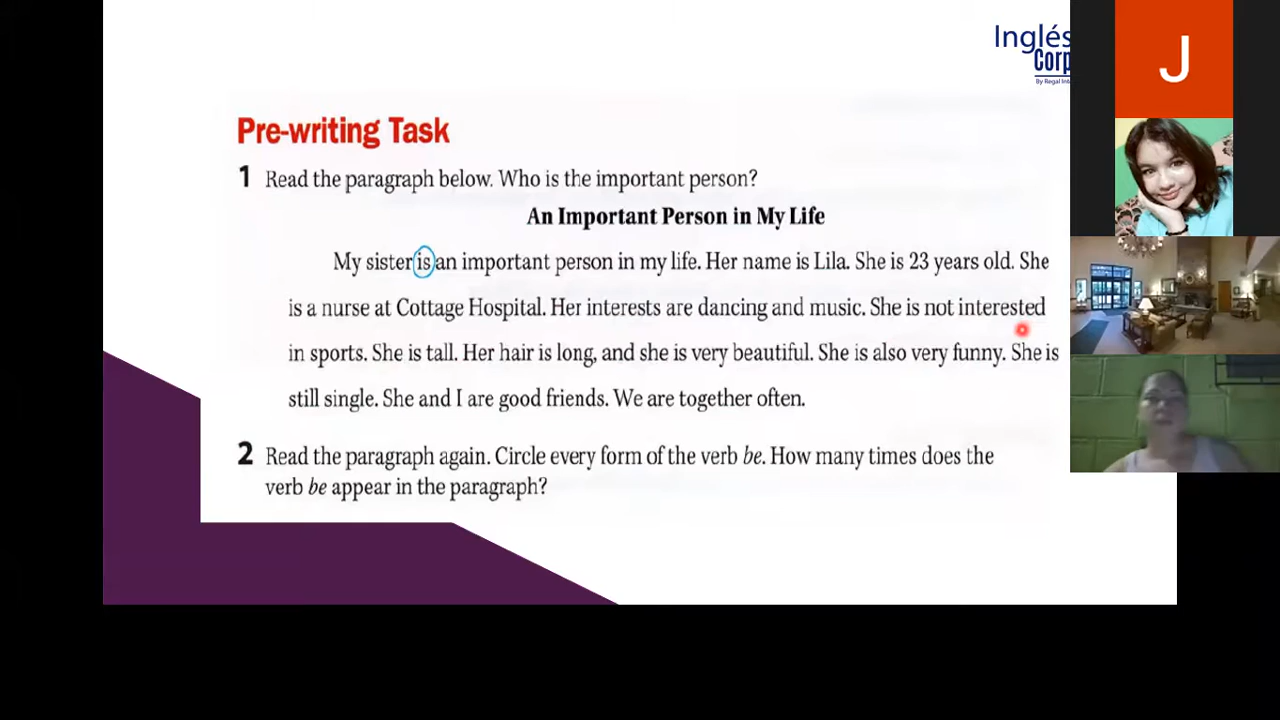 Inglés
Corp
By Regal Int
J
Pre-writing Task
1 Read the paragraph below. Who is the important person?
An Important Person in My Life
My sister is an important person in my life. Her name is Lila. She is 23 years old. She
is a nurse at Cottage Hospital. Her interests are dancing and music. She is not interested
in sports. She is tall. Her hair is long, and she is very beautiful. She is also very funny. She is
still single. She and I are good friends. We are together often.
2 Read the paragraph again. Circle every form of the verb be. How many times does the
verb be appear in the paragraph?